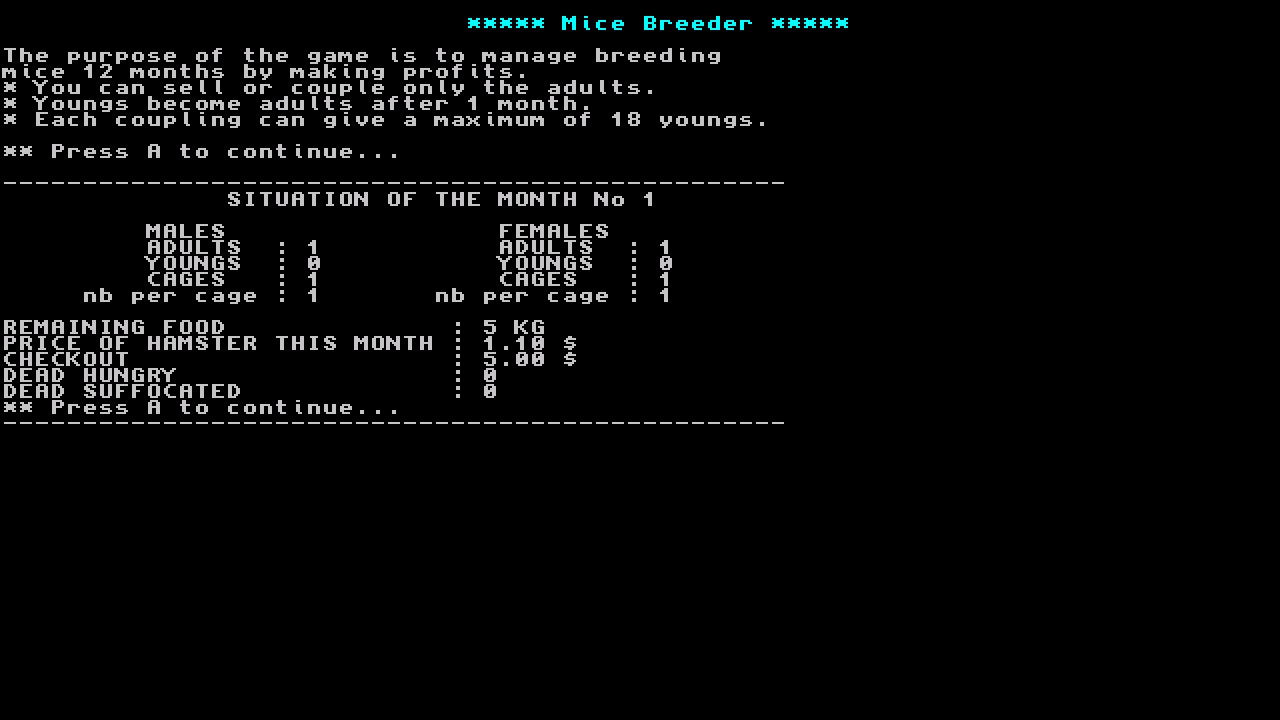 ***** Mice Breeder *****
The purpose of the game is to manage breeding
mice 12 months by making profits.
* You can sell or couple only the adults.
* Youngs become adults after 1 month.
* Each coupling can give a maximum of 18 youngs.
** Press A to continue...
-------------------------------------------------
SITUATION OF THE MONTH No 1
MALES FEMALES
ADULTS : 1 ADULTS : 1
YOUNGS : 0 YOUNGS : 0
CAGES : 1 CAGES : 1
nb per cage : 1 nb per cage : 1
REMAINING FOOD : 5 KG
PRICE OF HAMSTER THIS MONTH : 1.10 $
CHECKOUT : 5.00 $
DEAD HUNGRY : 0
DEAD SUFFOCATED : 0
** Press A to continue...
-------------------------------------------------